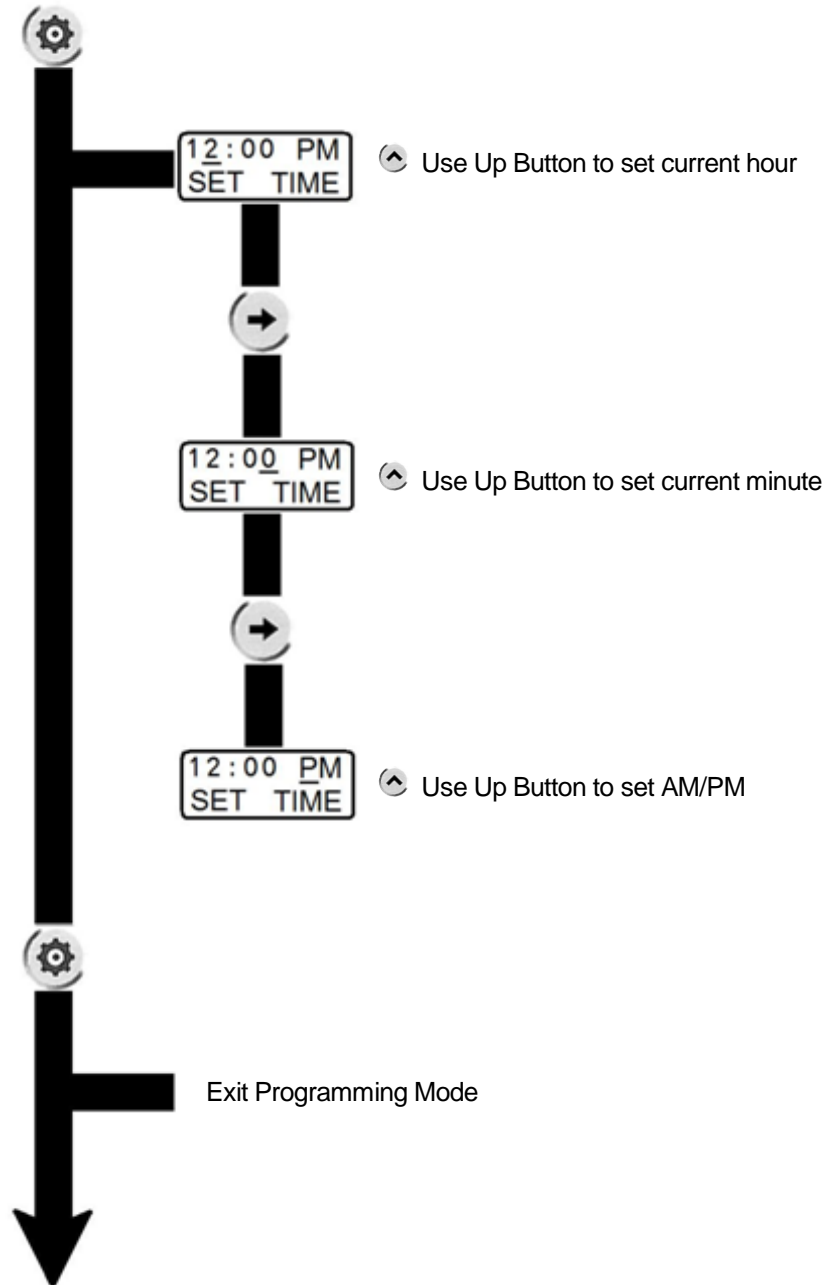 12:00 PM
SET TIME
Use Up Button to set current hour
12:00 PM
SET TIME
Use Up Button to set current minute
12:00 PM
SET TIME
Use Up Button to set AM/PM
Exit Programming Mode